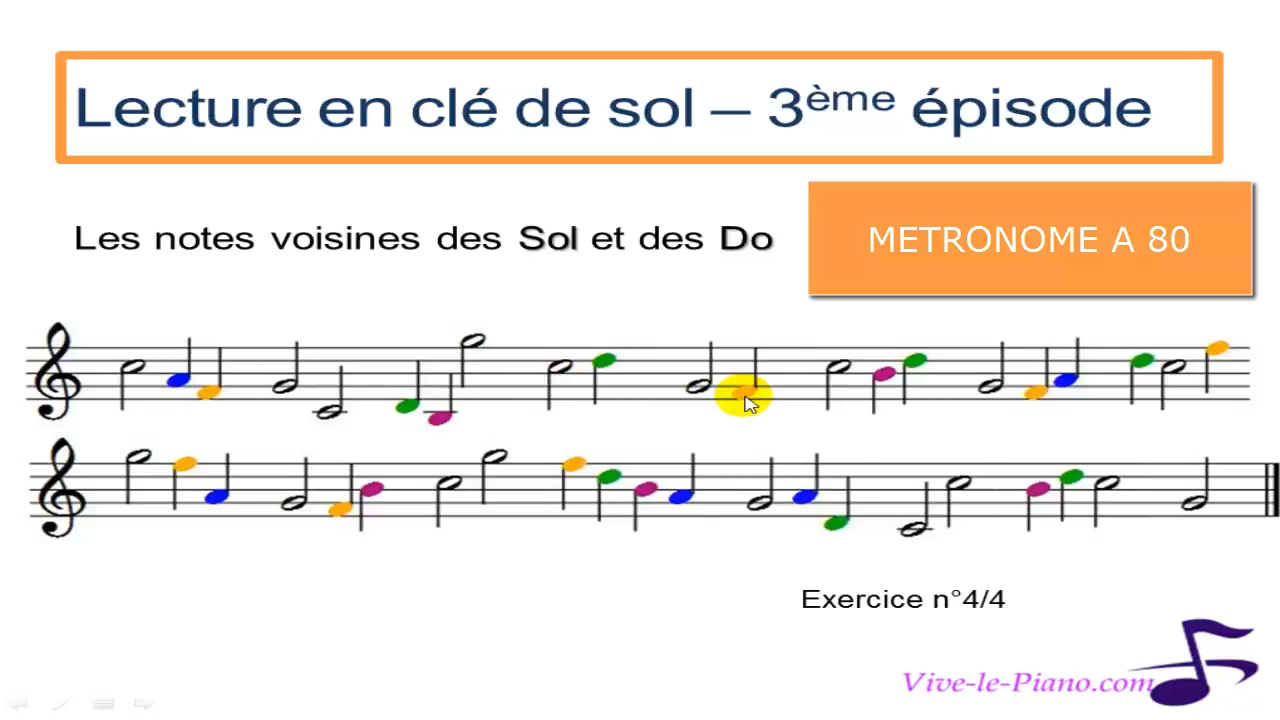 Lecture en clé de sol – 3ème épisode
Les notes voisines des Sol et des Do
METRONOME A 80
Exercice n°4/4
Vive-le-Piano.com